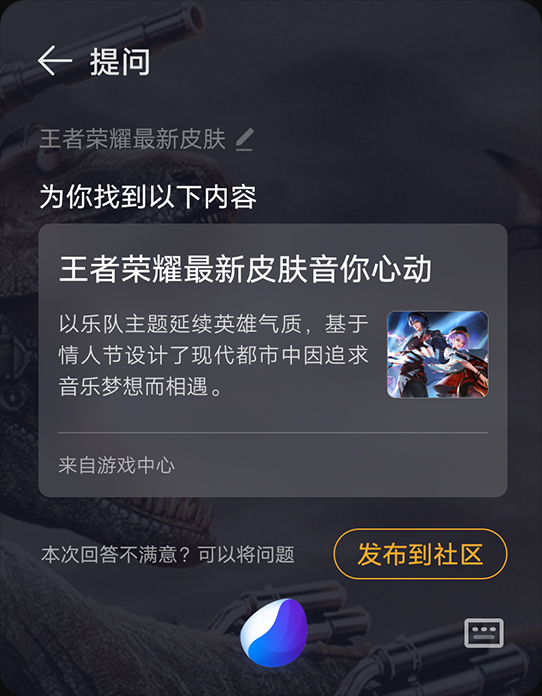 提问
王者荣耀最新皮肤
为你找到以下内容
王者荣耀最新皮肤音你心动
以乐队主题延续英雄气质，基于
情人节设计了现代都市中因追求
音乐梦想而相遇。
来自游戏中心
本次回答不满意？可以将问题
发布到社区